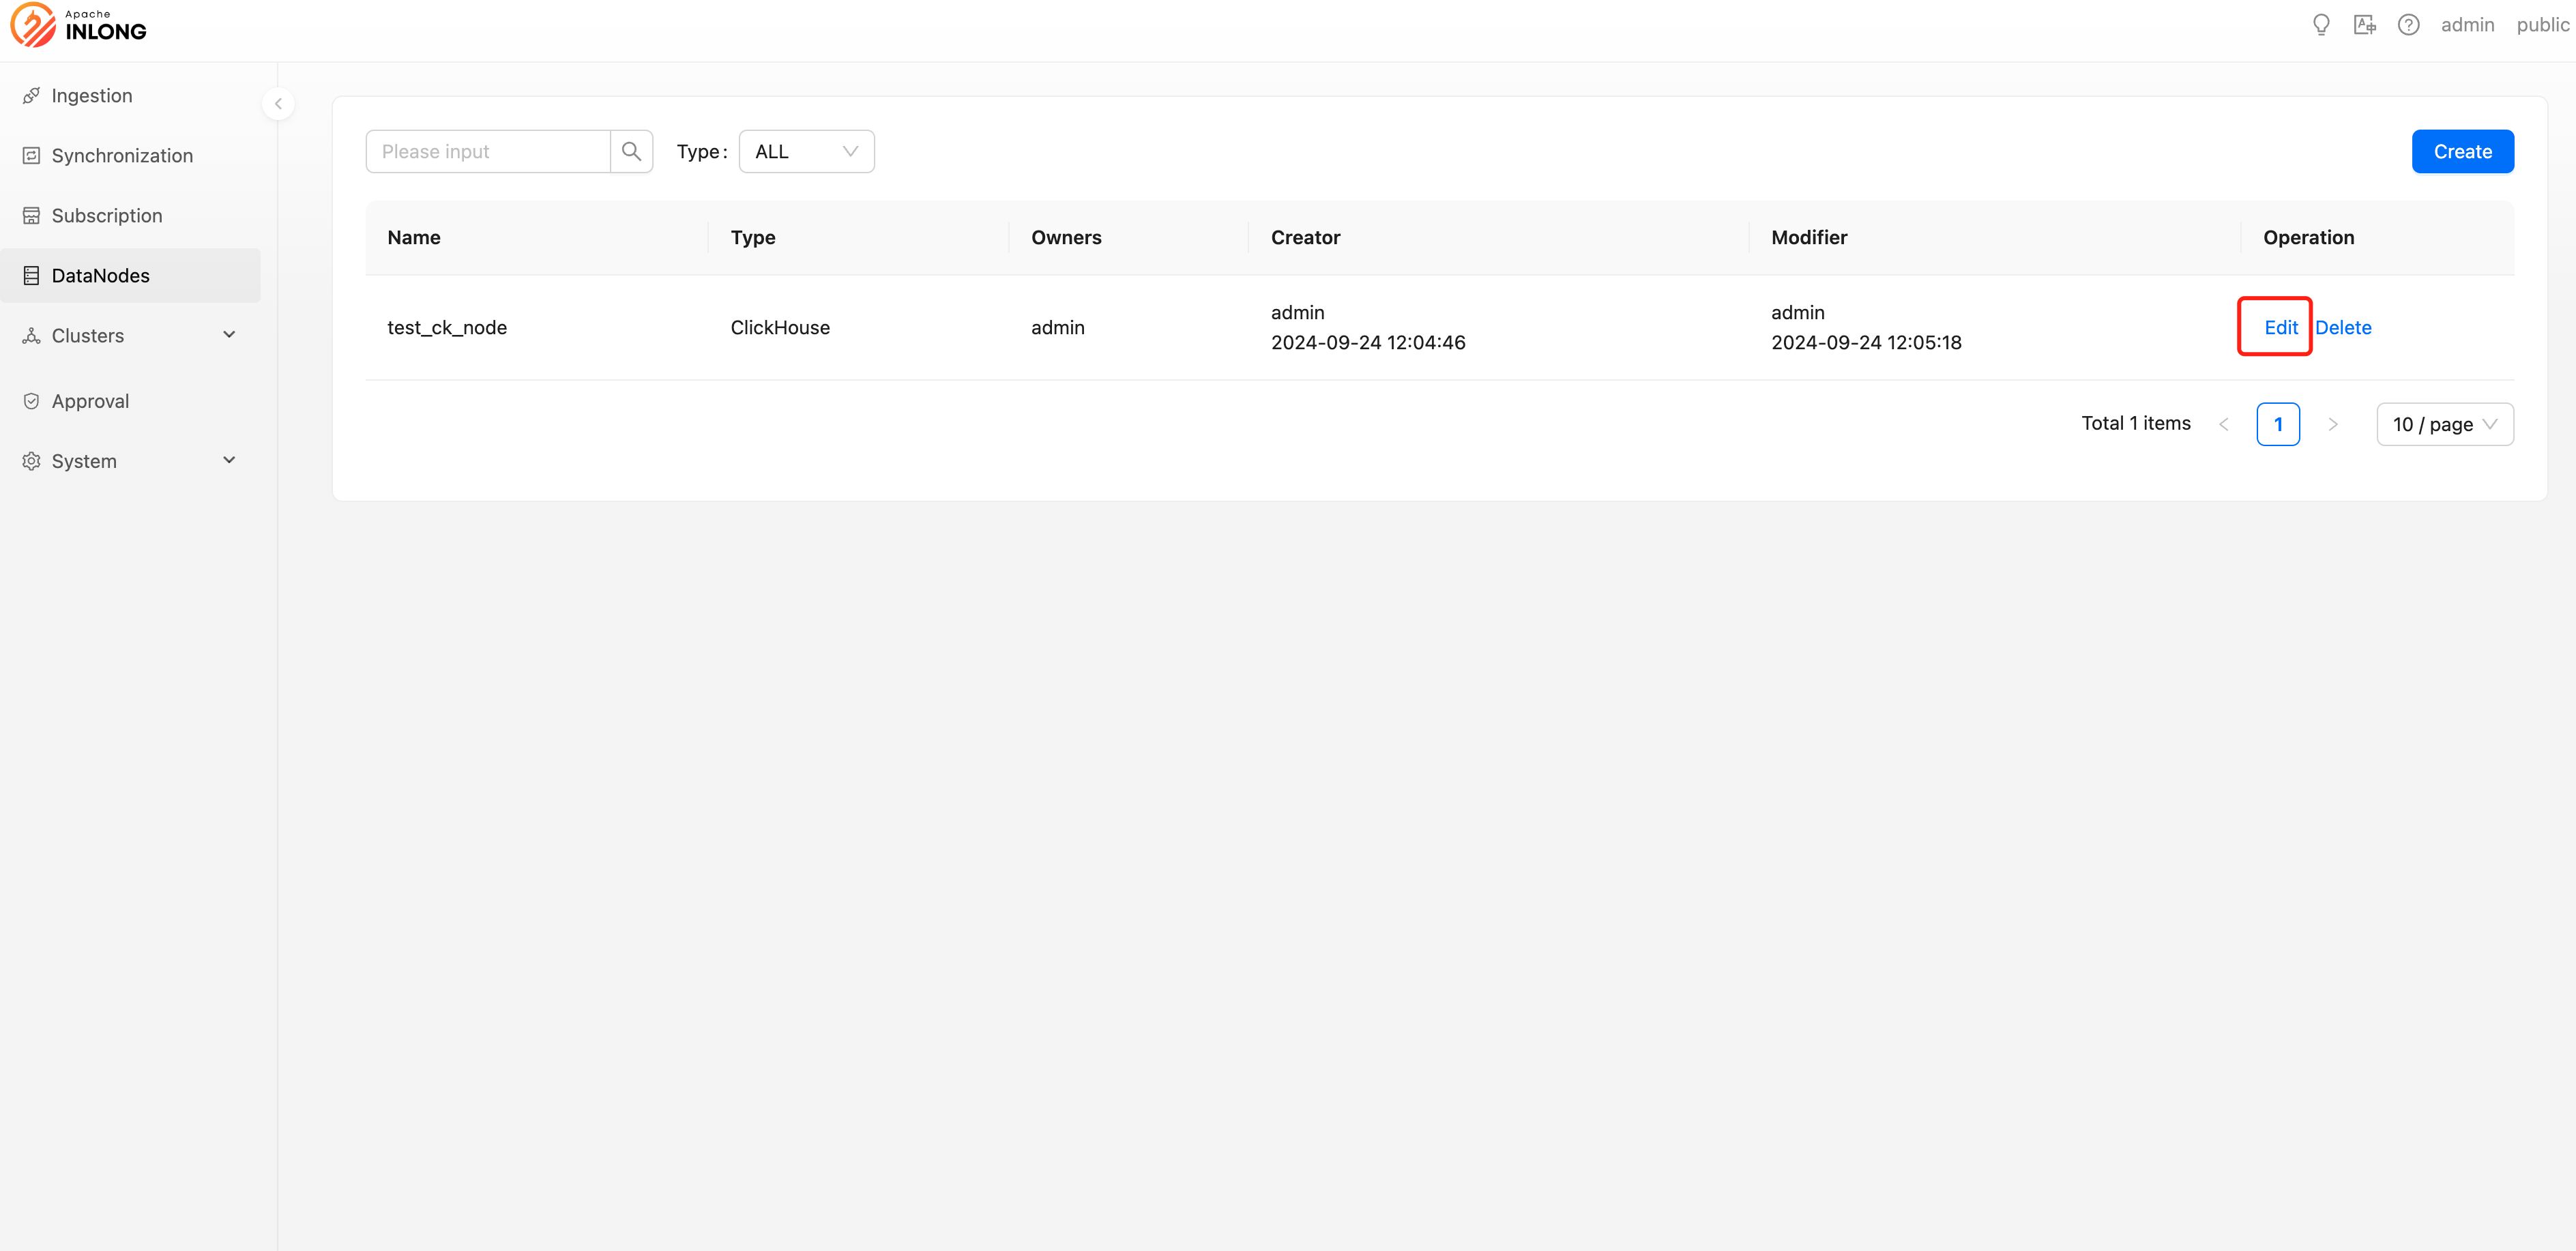 Apache
INLONG
admin
public
Ingestion
Synchronization
Subscription
DataNodes
Clusters
Approval
System
Please input
Type :
ALL
Create
Name
Type
Owners
Creator
Modifier
Operation
test_ck_node
ClickHouse
admin
admin
2024-09-24 12:04:46
admin
2024-09-24 12:05:18
Edit
Delete
Total 1 items
1
10 / page